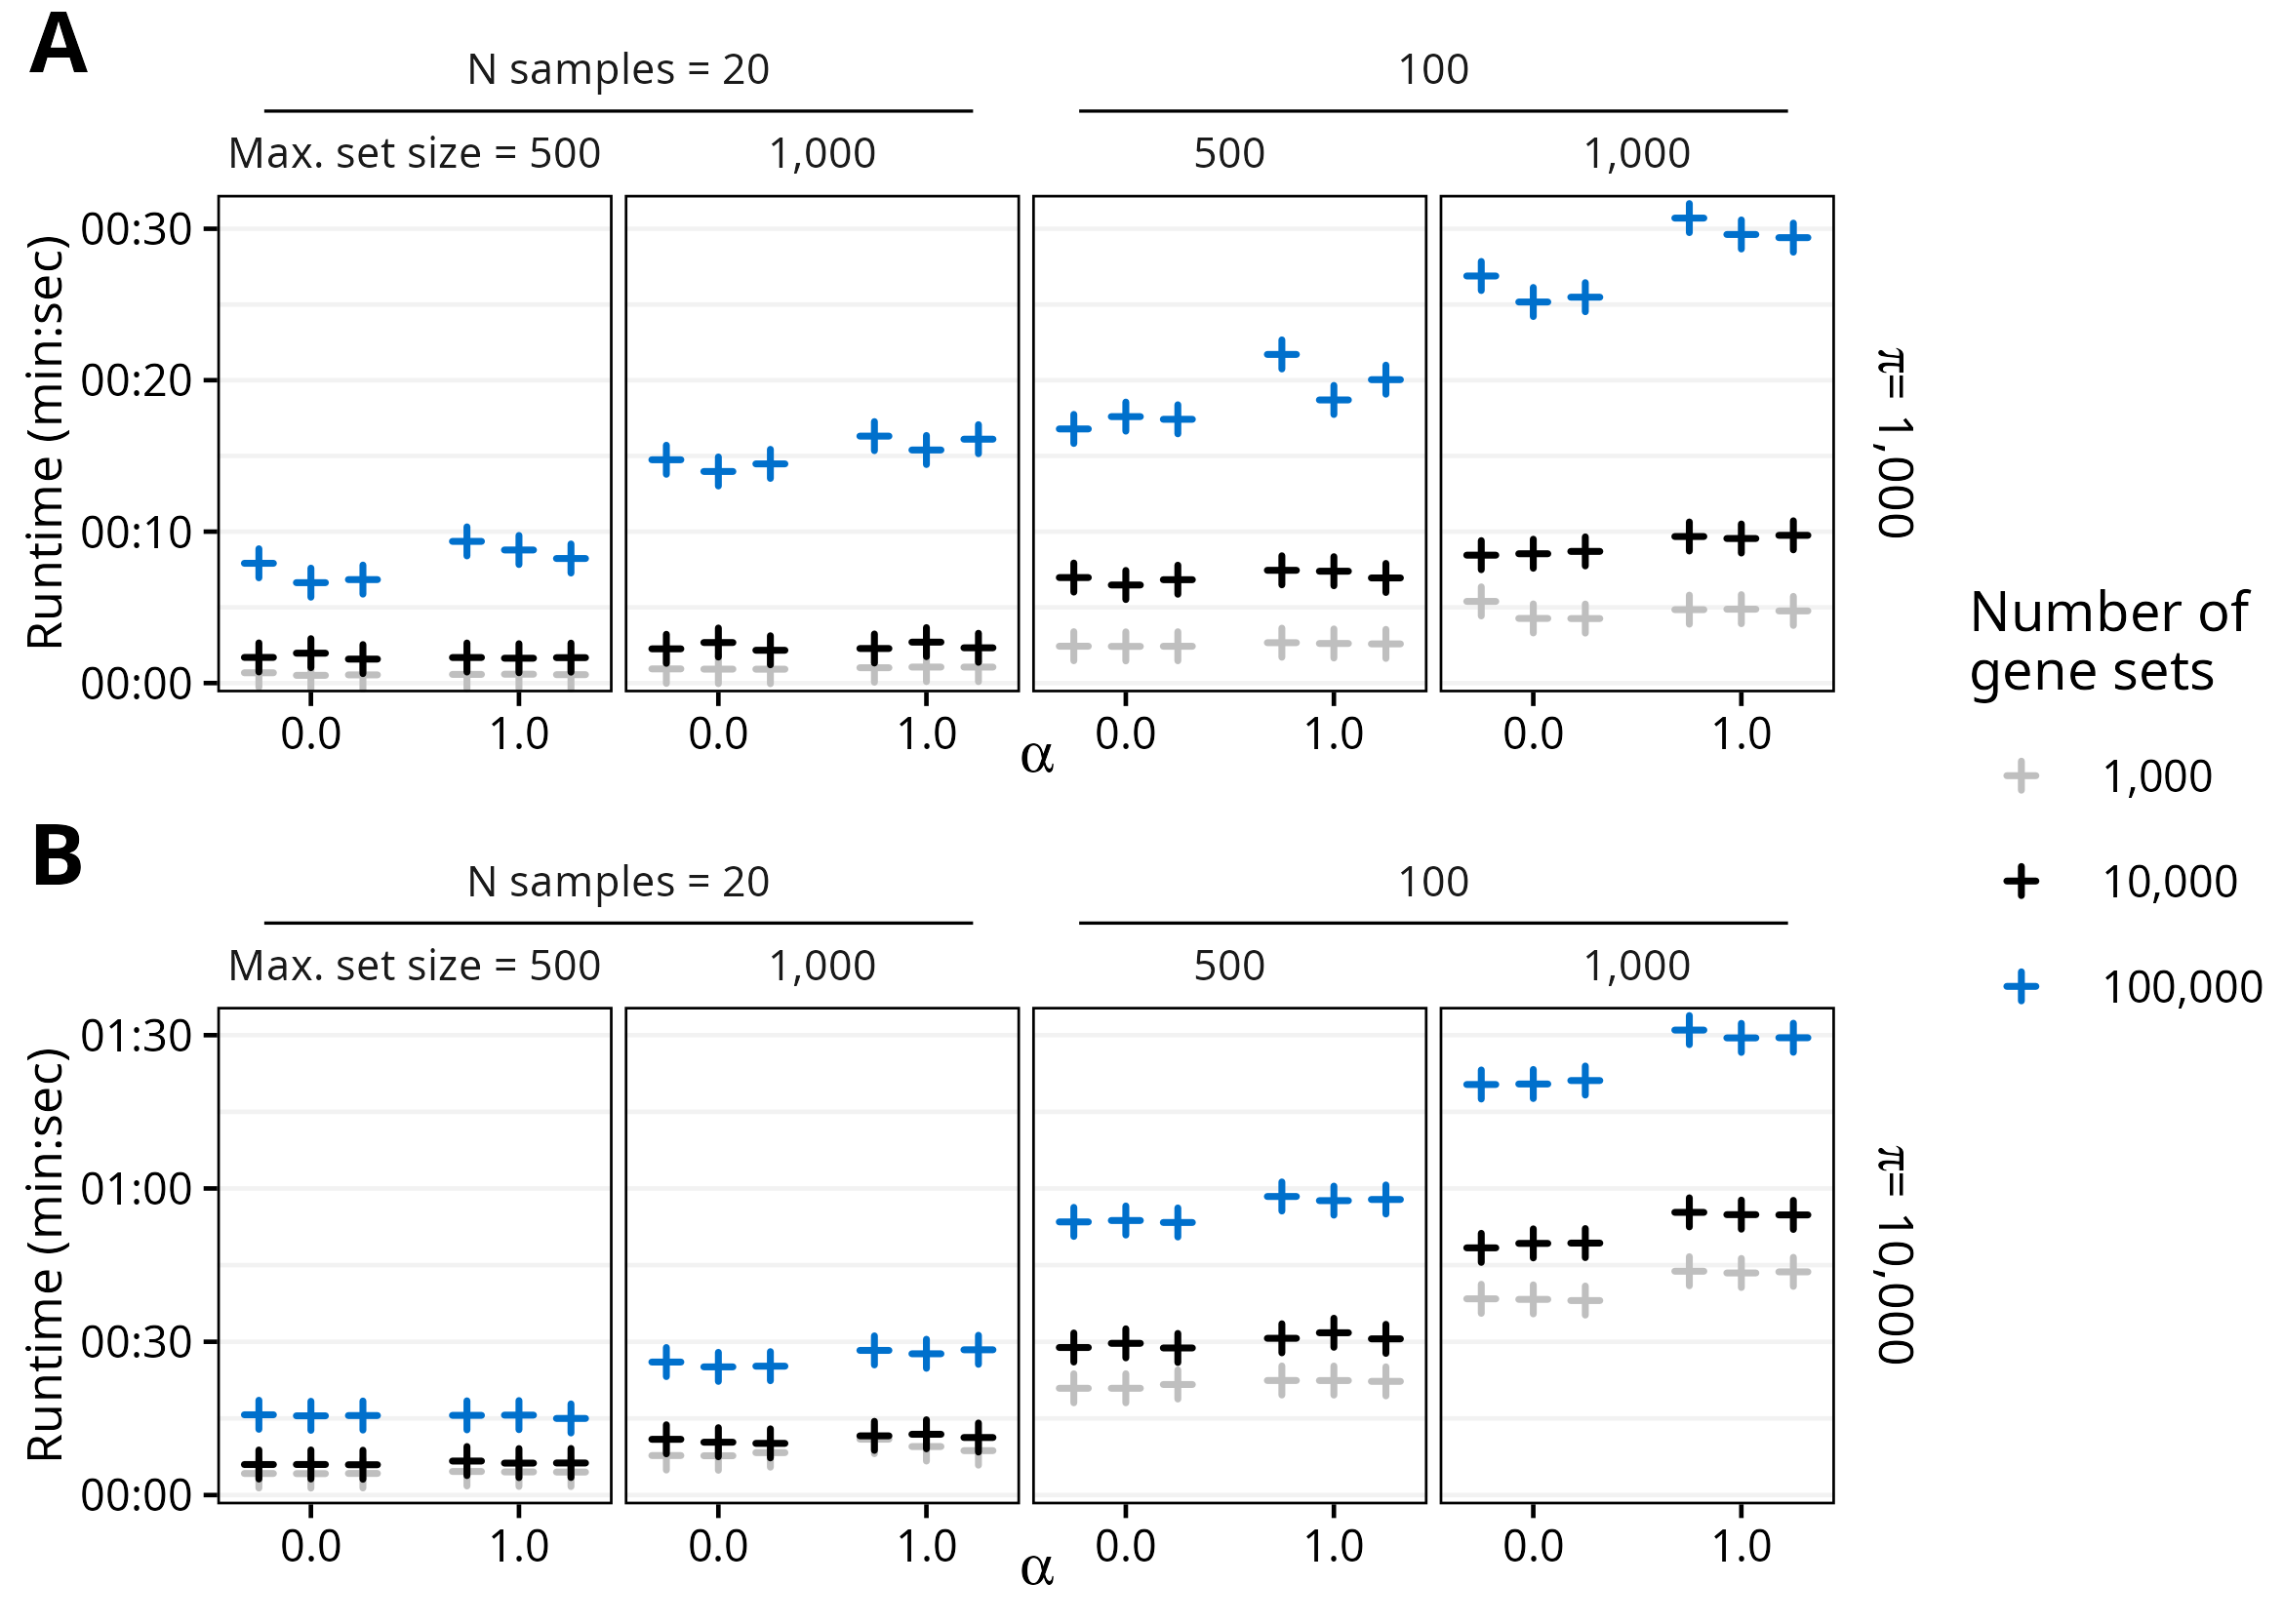 A
N samples = 20 100
Max. set size = 500 1,000 500 1,000
Runtime (min:sec)
00:30
00:20
00:10
00:00
0.0 1.0 0.0 1.0 0.0 1.0 0.0 1.0
α
π= 1,000
B
N samples = 20 100
Max. set size = 500 1,000 500 1,000
Runtime (min:sec)
01:30
01:00
00:30
00:00
0.0 1.0 0.0 1.0 0.0 1.0 0.0 1.0
α
π= 10,000
Number of
gene sets
1,000
10,000
100,000